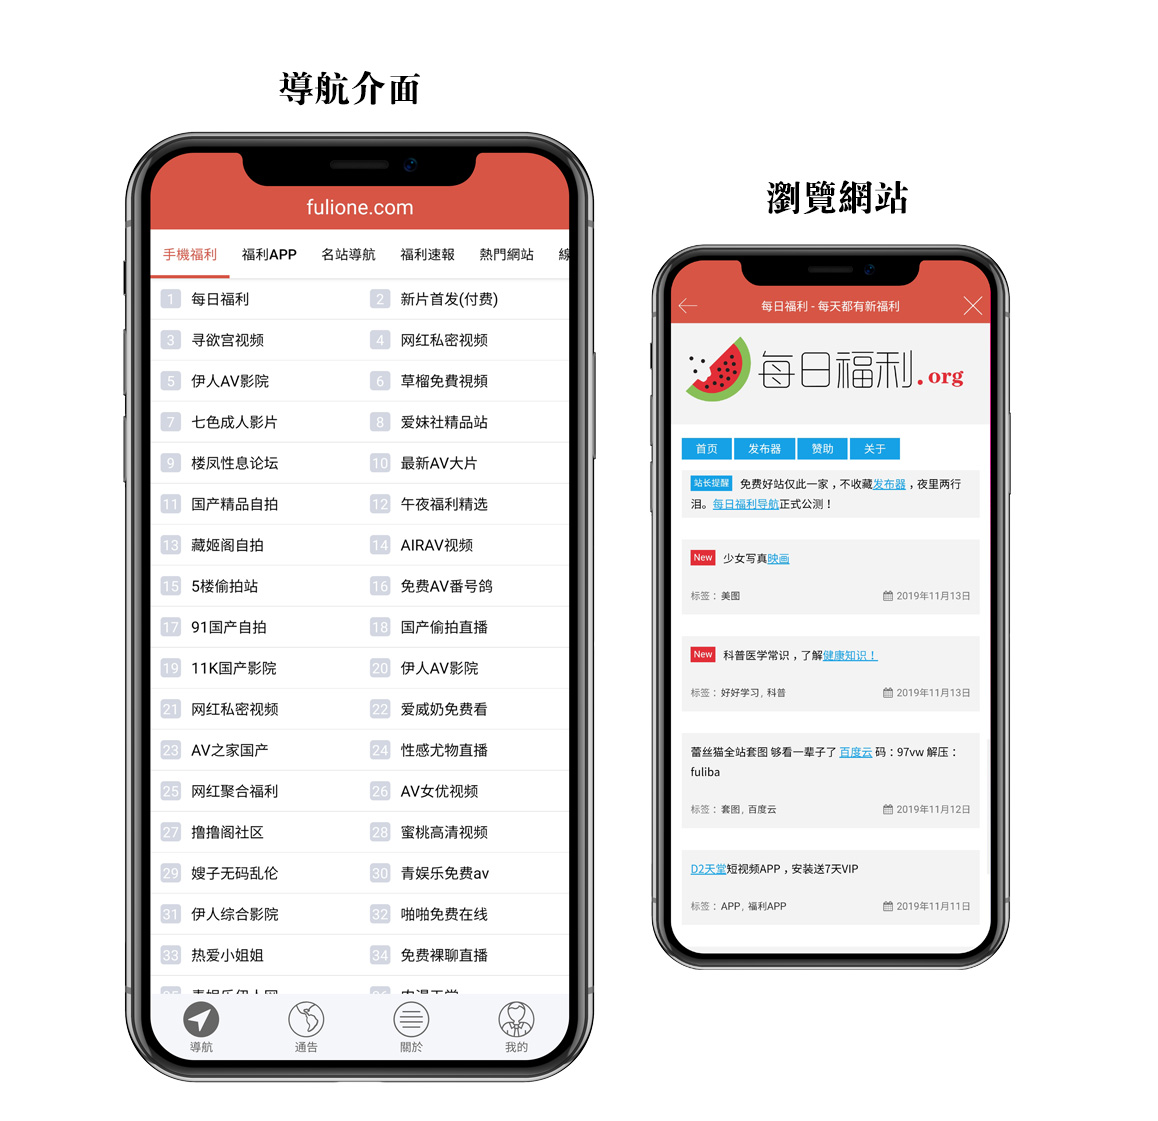 導航介面
fulione.com
手機福利 福利APP 名站導航 福利速報 熱門網站
1 每日福利 2 新片首发(付费)
3 寻欲宫视频 4 网红私密视频
5 伊人AV影院 6 草榴免費視頻
7 七色成人影片 8 爱妹社精品站
9 楼凤性息论坛 10 最新AV大片
11 国产精品自拍 12 午夜福利精选
13 藏姬阁自拍 14 AIRAV视频
15 5楼偷拍站 16 免费AV番号鸽
17 91国产自拍 18 国产偷拍直播
19 11K国产影院 20 伊人AV影院
21 网红私密视频 22 爱威奶免费看
23 AV之家国产 24 性感尤物直播
25 网红聚合福利 26 AV女优视频
27 撸撸阁社区 28 蜜桃高清视频
29 嫂子无码乱伦 30 青娱乐免费av
31 伊人综合影院 32 啪啪免费在线
33 热爱小姐姐 34 免费裸聊直播
導航 通告 關於 我的
瀏覽網站
每日福利 - 每天都有新福利
每日福利.org
首页 发布器 赞助 关于
站长提醒 免费好站仅此一家，不收藏发布器，夜里两行
泪。每日福利导航正式公测！
New 少女写真映画
标签：美图 2019年11月13日
New 科普医学常识，了解健康知识！
标签：好好学习, 科普 2019年11月13日
蕾丝猫全站套图 够看一辈子了 百度云 码：97vw 解压：
fuliba
标签：套图, 百度云 2019年11月12日
D2天堂短视频APP，安装送7天VIP
标签：APP, 福利APP 2019年11月11日